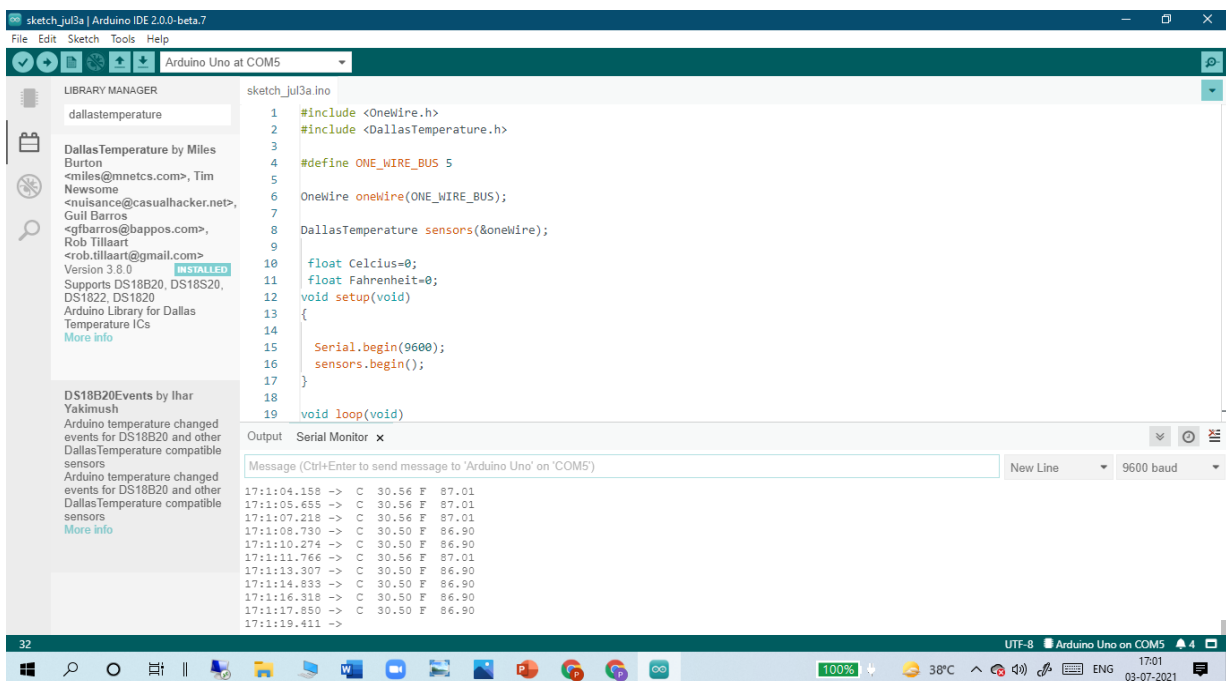 sketch_jul3a | Arduino IDE 2.0.0-beta.7
File Edit Sketch Tools Help
Arduino Uno at COM5
LIBRARY MANAGER
dallastemperature
DallasTemperature by Miles
Burton
<miles@mnetcs.com>, Tim
Newsome
<nuisance@casualhacker.net>,
Guil Barros
<gfbarros@bappos.com>,
Rob Tillaart
<rob.tillaart@gmail.com>
Version 3.8.0 INSTALLED
Supports DS18B20, DS18S20,
DS1822, DS1820
Arduino Library for Dallas
Temperature ICs
More info
DS18B20Events by Ihar
Yakimush
Arduino temperature changed
events for DS18B20 and other
DallasTemperature compatible
sensors
Arduino temperature changed
events for DS18B20 and other
DallasTemperature compatible
sensors
More info
sketch_jul3a.ino
1 #include <OneWire.h>
2 #include <DallasTemperature.h>
3
4 #define ONE_WIRE_BUS 5
5
6 OneWire oneWire(ONE_WIRE_BUS);
7
8 DallasTemperature sensors(&oneWire);
9
10 float Celcius=0;
11 float Fahrenheit=0;
12 void setup(void)
13 {
14
15 Serial.begin(9600);
16 sensors.begin();
17 }
18
19 void loop(void)
Output Serial Monitor x
Message (Ctrl+Enter to send message to 'Arduino Uno' on 'COM5')
New Line 9600 baud
17:1:04.158 -> C 30.56 F 87.01
17:1:05.655 -> C 30.56 F 87.01
17:1:07.218 -> C 30.56 F 87.01
17:1:08.730 -> C 30.50 F 86.90
17:1:10.274 -> C 30.50 F 86.90
17:1:11.766 -> C 30.56 F 87.01
17:1:13.307 -> C 30.50 F 86.90
17:1:14.833 -> C 30.50 F 86.90
17:1:16.318 -> C 30.50 F 86.90
17:1:17.850 -> C 30.50 F 86.90
17:1:19.411 ->
32 UTF-8 Arduino Uno on COM5 4
100% 38°C ENG 17:01
03-07-2021